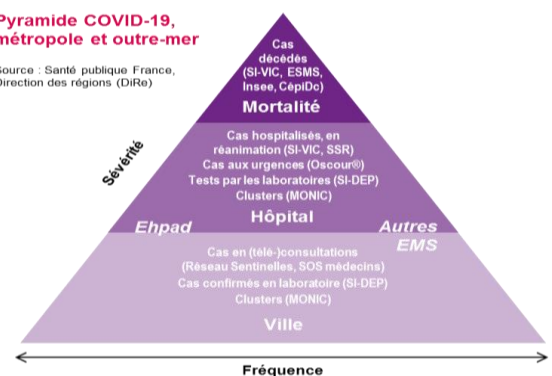 Pyramide COVID-19,
métropole et outre-mer
Source : Santé publique France,
Direction des régions (DiRe)
Cas
décédés
(SI-VIC, ESMS,
Insee, CépiDc)
Mortalité
Sévérité
Cas hospitalisés, en
réanimation (SI-VIC, SSR)
Cas aux urgences (Oscour®)
Tests par les laboratoires (SI-DEP)
Clusters (MONIC)
Hôpital
Ehpad
Autres
EMS
Cas en (télé-)consultations
(Réseau Sentinelles, SOS médecins)
Cas confirmés en laboratoire (SI-DEP)
Clusters (MONIC)
Ville
Fréquence